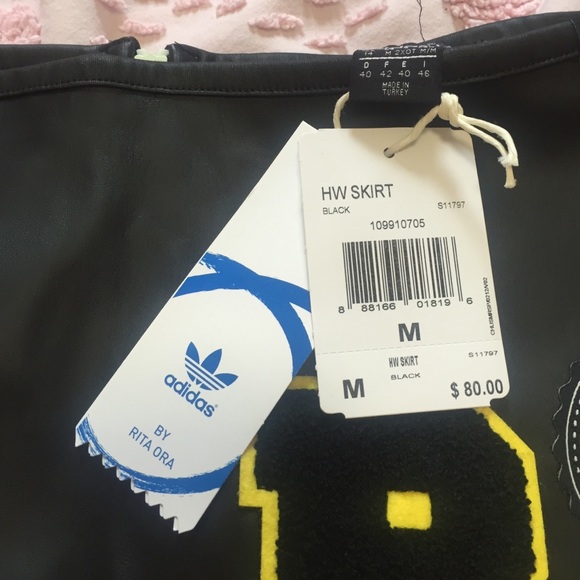 M 2XOT M/M
D F E I
40 42 40 46
MADE IN
TURKEY
HW SKIRT
BLACK S11797
109910705
8 88166 01819 6
M
HW SKIRT S11797
M BLACK
$ 80.00
adidas
BY
RITA ORA